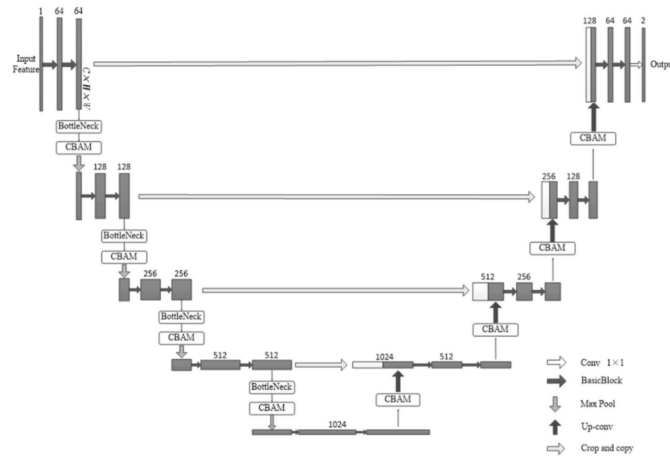 1 64 64
128 64 64 2
Input
Feature
Output
C×H×W
BottleNeck
CBAM
CBAM
128 128
256 128
BottleNeck
CBAM
CBAM
256 256
512 256
BottleNeck
CBAM
CBAM
512 512
1024 512
BottleNeck
CBAM
CBAM
1024
Conv 1×1
BasicBlock
Max Pool
Up-conv
Crop and copy